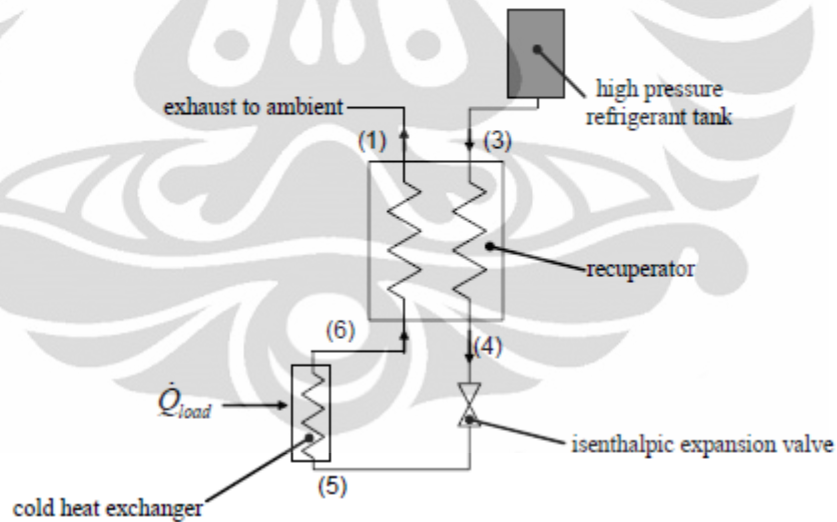 high pressure
refrigerant tank
exhaust to ambient
(1)
(3)
recuperator
(6)
(4)
Q̇load
isenthalpic expansion valve
(5)
cold heat exchanger